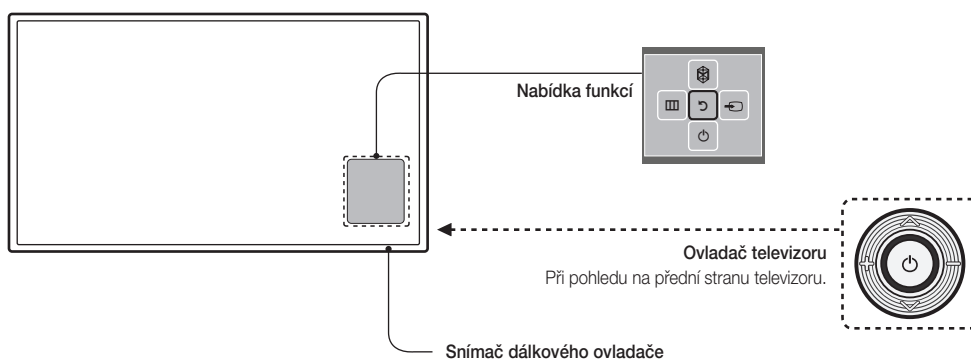 Nabídka funkcí
Ovladač televizoru
Při pohledu na přední stranu televizoru.
Snímač dálkového ovladače